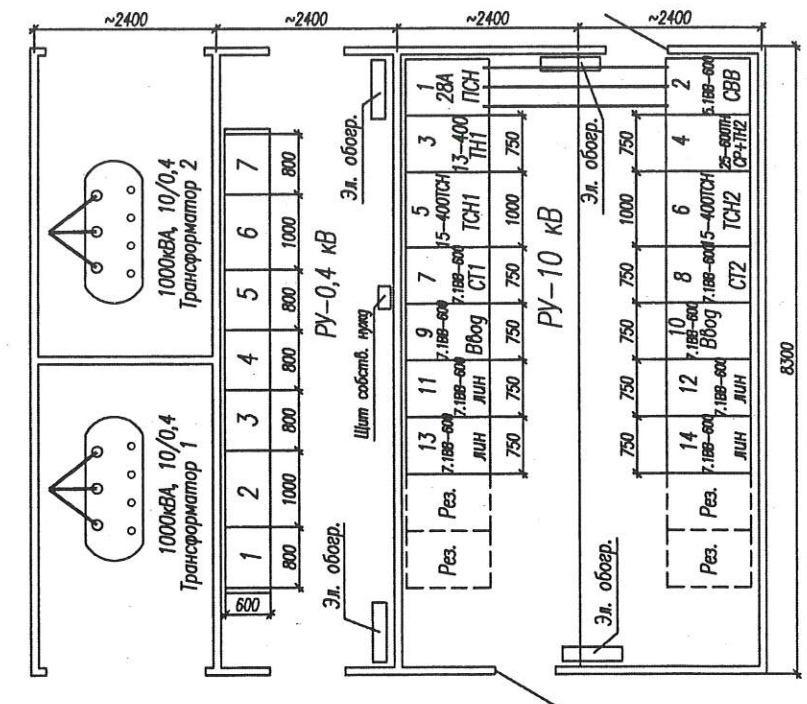 ~2400
~2400
~2400
~2400
8300
1000кВА, 10/0,4
Трансформатор 2
1000кВА, 10/0,4
Трансформатор 1
7
6
5
4
3
2
1
800
1000
800
800
800
1000
800
600
РУ-0,4 кВ
Эл. обогр.
Щит собств. нужд
Эл. обогр.
1
28А
ПСН
3
13-400
ТН1
5
15-400ТСН
ТСН1
7
7.1ВВ-600
СТ1
9
7.1ВВ-600
Ввод
11
7.1ВВ-600
лин
13
7.1ВВ-600
лин
Рез.
Рез.
750
1000
750
750
750
750
РУ-10 кВ
Эл. обогр.
Эл. обогр.
750
1000
750
750
750
750
2
5.1ВВ-600
СВВ
4
25-600ТН
СР+ТН2
6
15-400ТСН
ТСН2
8
7.1ВВ-600
СТ2
10
7.1ВВ-600
Ввод
12
7.1ВВ-600
лин
14
7.1ВВ-600
лин
Рез.
Рез.